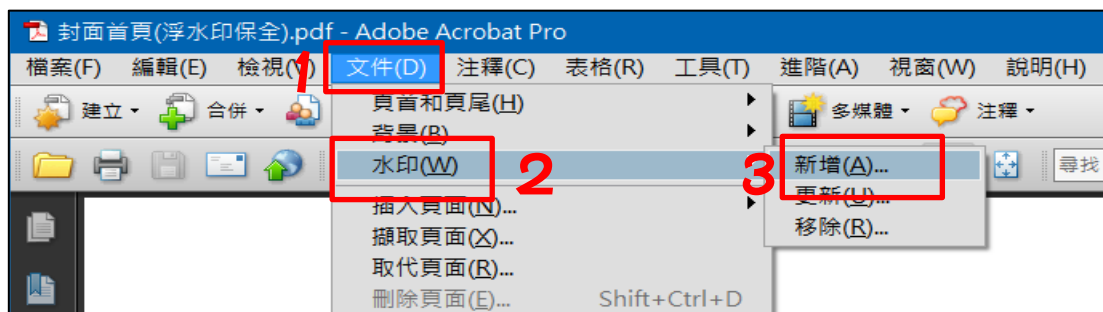 封面首頁(浮水印保全).pdf - Adobe Acrobat Pro
檔案(F) 編輯(E) 檢視(V) 文件(D) 注釋(C) 表格(R) 工具(T) 進階(A) 視窗(W) 說明(H)
1
建立 合併 多媒體 注釋
頁首和頁尾(H)
背景(B)
水印(W) 2
3 新增(A)...
尋找
更新(U)...
移除(R)...
插入頁面(N)...
擷取頁面(X)...
取代頁面(R)...
刪除頁面(E)... Shift+Ctrl+D